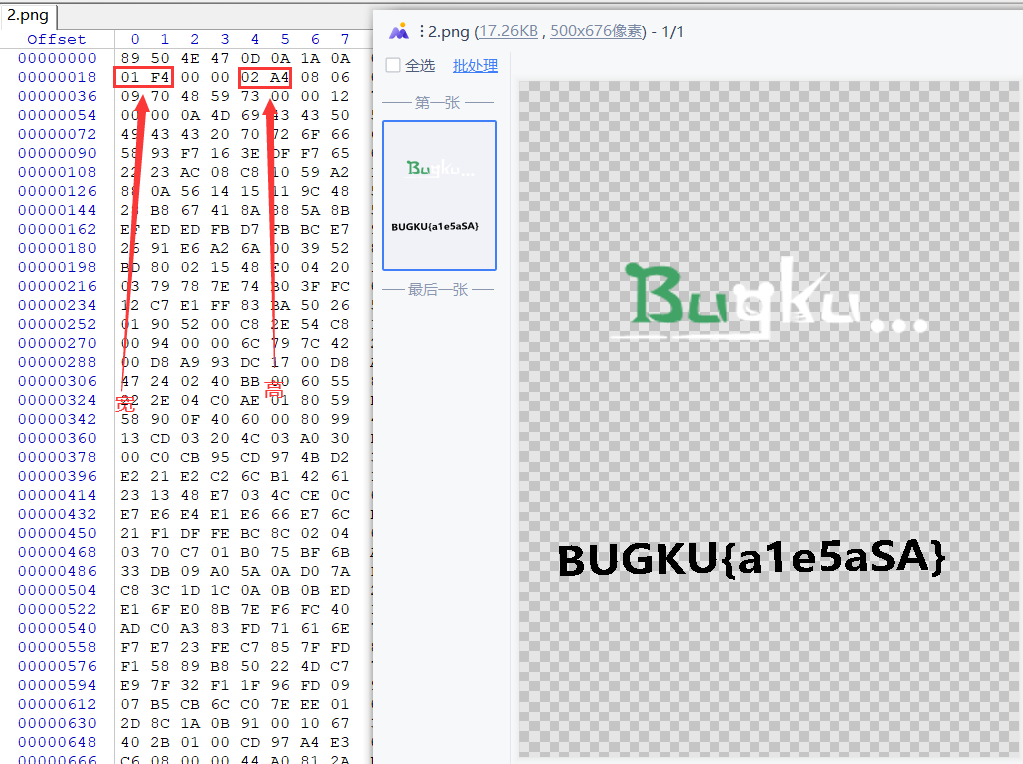 2.png
Offset 0 1 2 3 4 5 6 7
00000000 89 50 4E 47 0D 0A 1A 0A
00000018 01 F4 00 00 02 A4 08 06
00000036 09 70 48 59 73 00 00 12
00000054 00 00 0A 4D 69 43 43 50
00000072 49 43 43 20 70 72 6F 66
00000090 58 93 F7 16 3E DF F7 65
00000108 22 23 AC 08 C8 10 59 A2
00000126 88 0A 56 14 15 11 9C 48
00000144 28 B8 67 41 8A 88 5A 8B
00000162 EF ED ED FB D7 FB BC E7
00000180 26 91 E6 A2 6A 00 39 52
00000198 BD 80 02 15 48 E0 04 20
00000216 03 79 78 7E 74 B0 3F FC
00000234 12 C7 E1 FF 83 BA 50 26
00000252 01 90 52 00 C8 2E 54 C8
00000270 00 94 00 00 6C 79 7C 42
00000288 00 D8 A9 93 DC 17 00 D8
00000306 47 24 02 40 BB 00 60 55
00000324 22 2E 04 C0 AE 01 80 59
00000342 58 90 0F 40 60 00 80 99
00000360 13 CD 03 20 4C 03 A0 30
00000378 00 C0 CB 95 CD 97 4B D2
00000396 E2 21 E2 C2 6C B1 42 61
00000414 23 13 48 E7 03 4C CE 0C
00000432 E7 E6 E4 E1 E6 66 E7 6C
00000450 21 F1 DF FE BC 8C 02 04
00000468 03 70 C7 01 B0 75 BF 6B
00000486 33 DB 09 A0 5A 0A D0 7A
00000504 C8 3C 1D 1C 0A 0B 0B ED
00000522 E1 6F E0 8B 7E F6 FC 40
00000540 AD C0 A3 83 FD 71 61 6E
00000558 F7 E7 23 FE C7 85 7F FD
00000576 F1 58 89 B8 50 22 4D C7
00000594 E9 7F 32 F1 1F 96 FD 09
00000612 07 B5 CB 6C C0 7E EE 01
00000630 2D 8C 1A 0B 91 00 10 67
00000648 40 2B 01 00 CD 97 A4 E3
00000666 C6 08 00 00 44 A0 81 2A
宽
高
2.png (17.26KB , 500x676像素) - 1/1
全选 批处理
第一张
Bugku...
BUGKU{a1e5aSA}
最后一张
Bugku...
BUGKU{a1e5aSA}